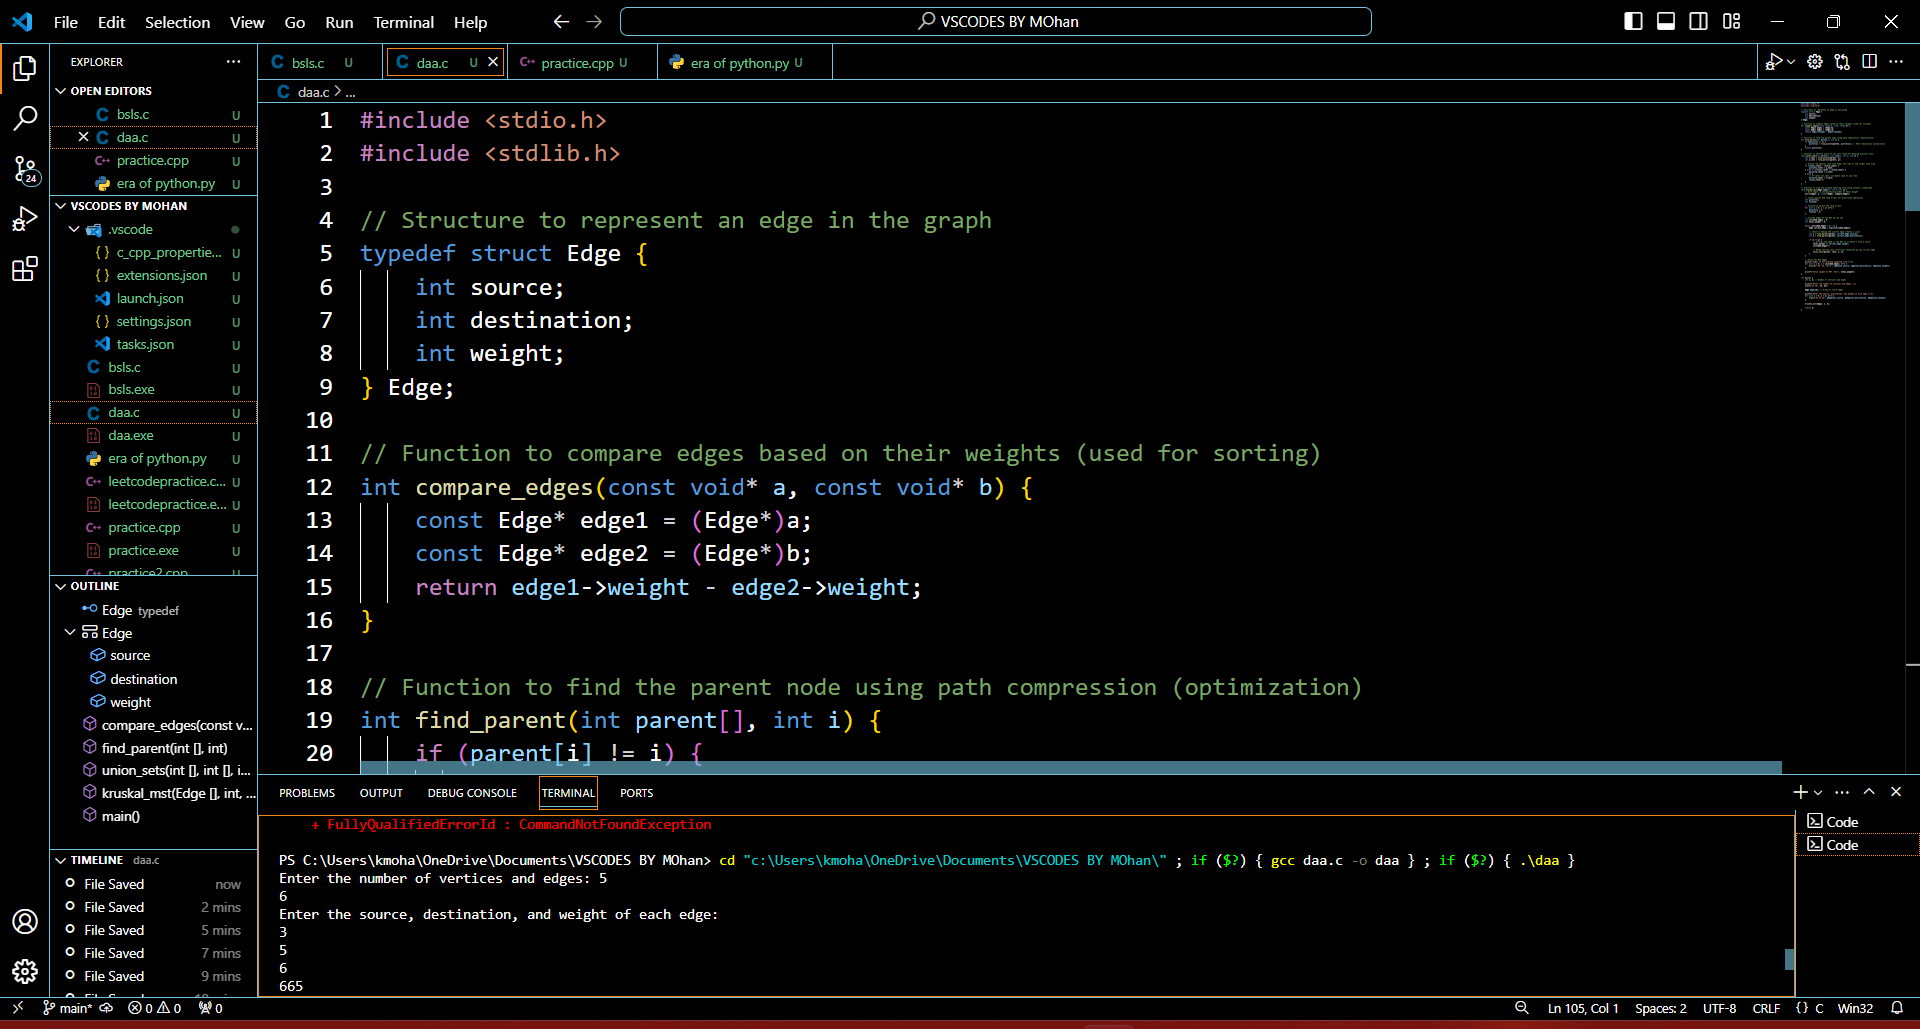 File Edit Selection View Go Run Terminal Help
VSCODES BY MOhan
EXPLORER
OPEN EDITORS
bsls.c U
daa.c U
practice.cpp U
era of python.py U
VSCODES BY MOHAN
.vscode
c_cpp_propertie... U
extensions.json U
launch.json U
settings.json U
tasks.json U
bsls.c U
bsls.exe U
daa.c U
daa.exe U
era of python.py U
leetcodepractice.c... U
leetcodepractice.e... U
practice.cpp U
practice.exe U
practice2.cpp U
OUTLINE
Edge typedef
Edge
source
destination
weight
compare_edges(const v...
find_parent(int [], int)
union_sets(int [], int [], i...
kruskal_mst(Edge [], int, ...
main()
TIMELINE daa.c
File Saved now
File Saved 2 mins
File Saved 5 mins
File Saved 7 mins
File Saved 9 mins
bsls.c U
daa.c U
practice.cpp U
era of python.py U
daa.c > ...
1 #include <stdio.h>
2 #include <stdlib.h>
3
4 // Structure to represent an edge in the graph
5 typedef struct Edge {
6 int source;
7 int destination;
8 int weight;
9 } Edge;
10
11 // Function to compare edges based on their weights (used for sorting)
12 int compare_edges(const void* a, const void* b) {
13 const Edge* edge1 = (Edge*)a;
14 const Edge* edge2 = (Edge*)b;
15 return edge1->weight - edge2->weight;
16 }
17
18 // Function to find the parent node using path compression (optimization)
19 int find_parent(int parent[], int i) {
20 if (parent[i] != i) {
PROBLEMS OUTPUT DEBUG CONSOLE TERMINAL PORTS
+ FullyQualifiedErrorId : CommandNotFoundException
PS C:\Users\kmoha\OneDrive\Documents\VSCODES BY MOhan> cd "c:\Users\kmoha\OneDrive\Documents\VSCODES BY MOhan\" ; if ($?) { gcc daa.c -o daa } ; if ($?) { .\daa }
Enter the number of vertices and edges: 5
6
Enter the source, destination, and weight of each edge:
3
5
6
665
Code
Code
24
main* 0 0 0
Ln 105, Col 1 Spaces: 2 UTF-8 CRLF {} C Win32